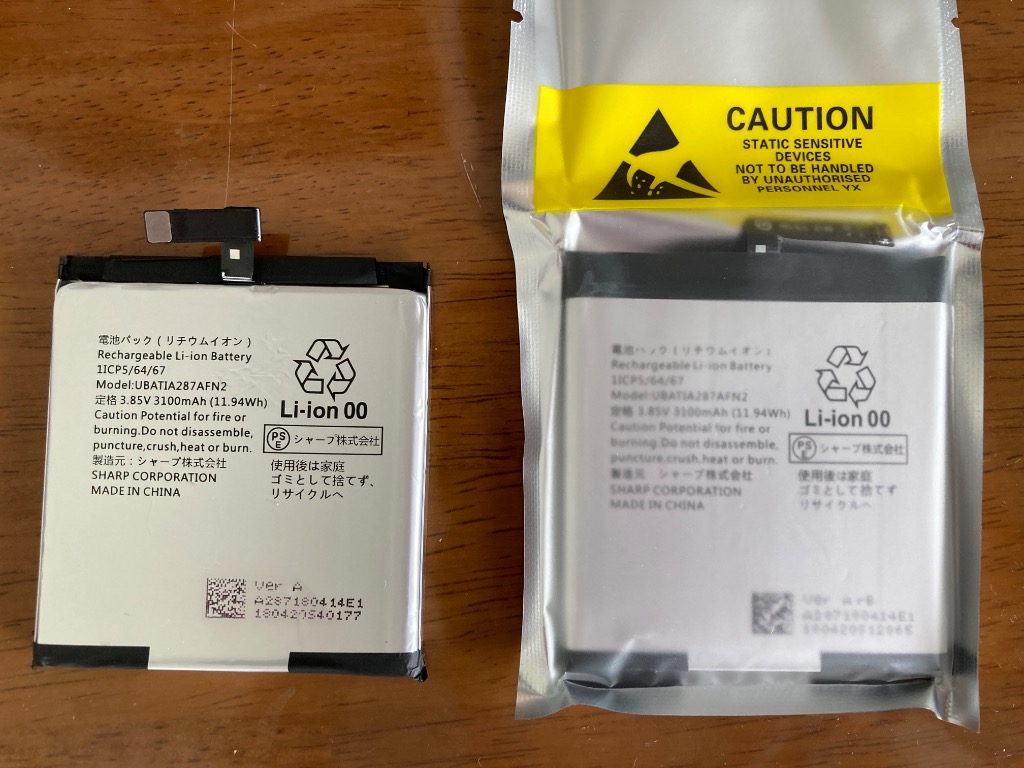 電池パック(リチウムイオン)
Rechargeable Li-ion Battery
1ICP5/64/67
Model:UBATIA287AFN2
定格 3.85V 3100mAh (11.94Wh)
Caution Potential for fire or
burning.Do not disassemble,
puncture,crush,heat or burn.
製造元:シャープ株式会社
SHARP CORPORATION
MADE IN CHINA
Li-ion 00
PSE シャープ株式会社
使用後は家庭
ゴミとして捨てず、
リサイクルへ
Ver A
A287180414E1
180420540177
CAUTION
STATIC SENSITIVE
DEVICES
NOT TO BE HANDLED
BY UNAUTHORISED
PERSONNEL YX
電池パック(リチウムイオン)
Rechargeable Li-ion Battery
1ICP5/64/67
Model:UBATIA287AFN2
定格 3.85V 3100mAh (11.94Wh)
Caution Potential for fire or
burning.Do not disassemble,
puncture,crush,heat or burn.
製造元:シャープ株式会社
SHARP CORPORATION
MADE IN CHINA
Li-ion 00
PSE シャープ株式会社
使用後は家庭
ゴミとして捨てず
リサイクルへ
Ver
A287180414E1